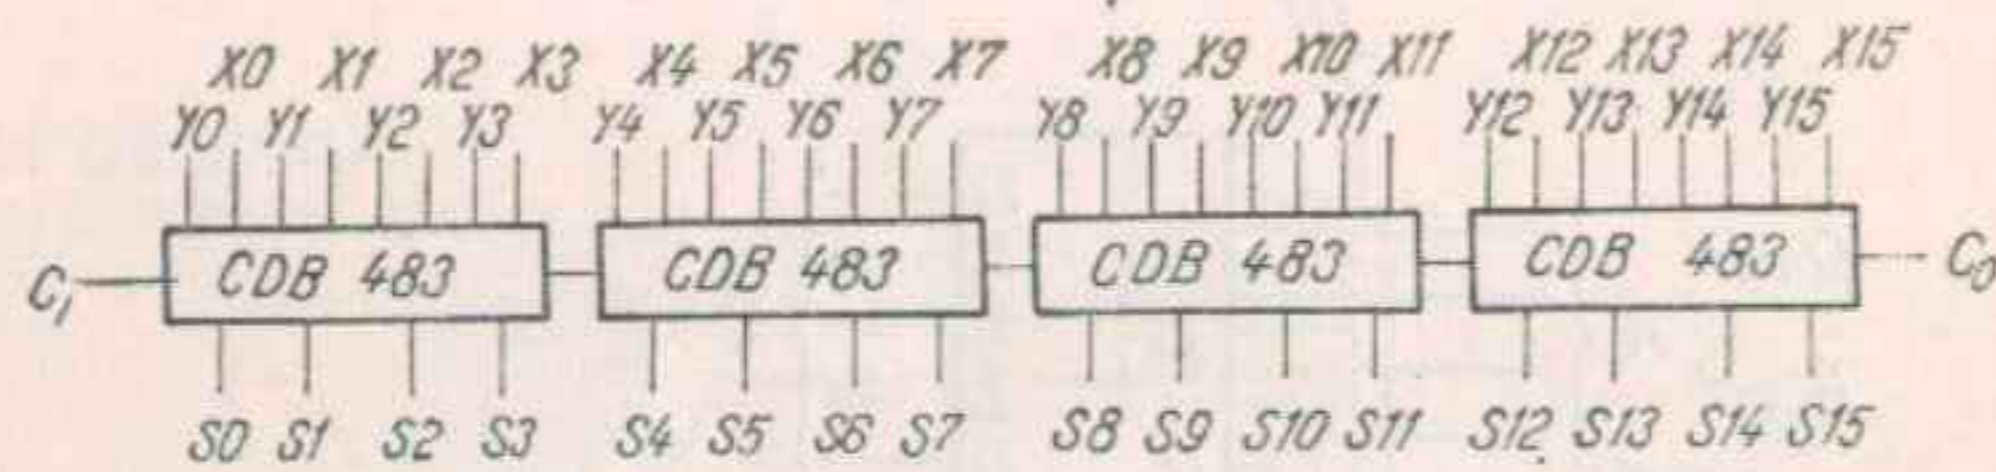 X0 X1 X2 X3 X4 X5 X6 X7 X8 X9 X10 X11 X12 X13 X14 X15
Y0 Y1 Y2 Y3 Y4 Y5 Y6 Y7 Y8 Y9 Y10 Y11 Y12 Y13 Y14 Y15
C₁ CDB 483 CDB 483 CDB 483 CDB 483 C₀
S0 S1 S2 S3 S4 S5 S6 S7 S8 S9 S10 S11 S12 S13 S14 S15